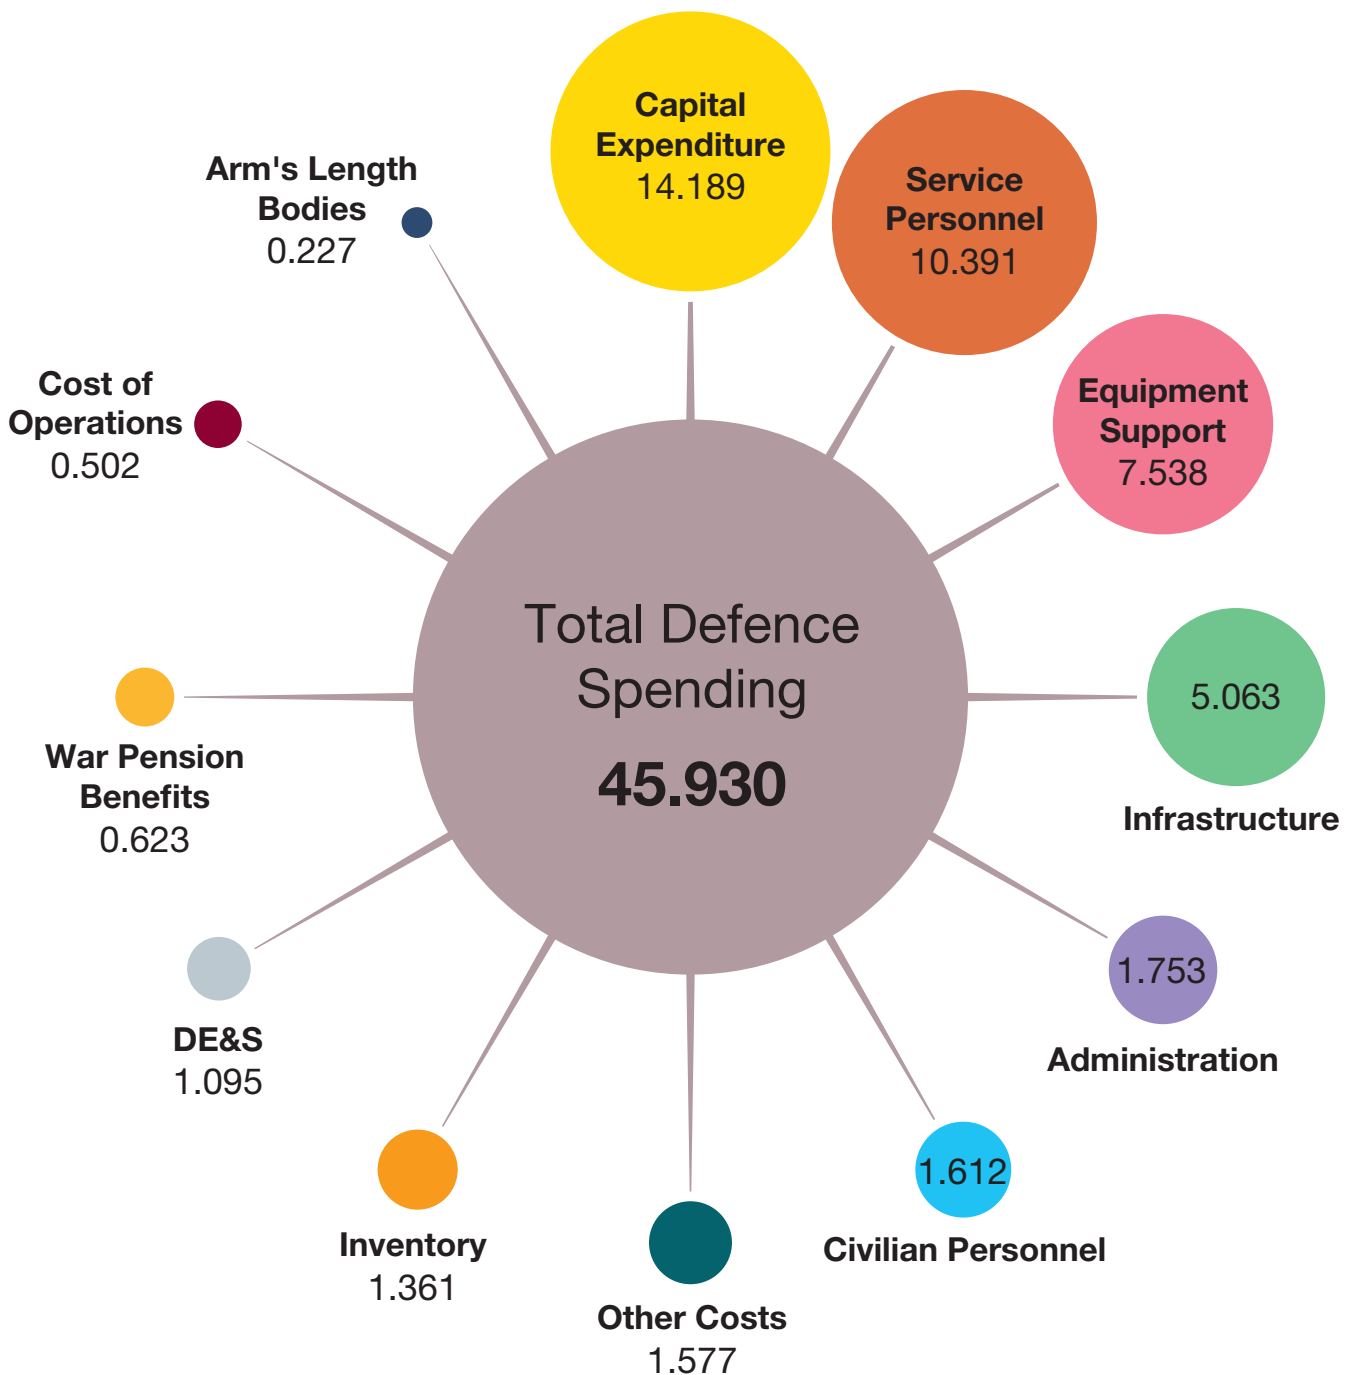 Capital
Expenditure
14.189
Service
Personnel
10.391
Equipment
Support
7.538
5.063
Infrastructure
1.753
Administration
1.612
Civilian Personnel
Other Costs
1.577
Inventory
1.361
DE&S
1.095
War Pension
Benefits
0.623
Cost of
Operations
0.502
Arm's Length
Bodies
0.227
Total Defence
Spending
45.930